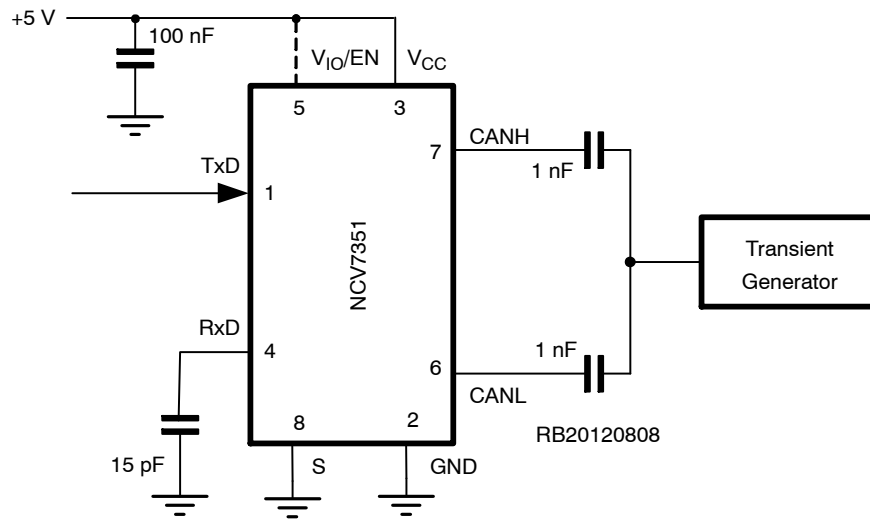 +5 V
100 nF
V_IO/EN
V_CC
5
3
TxD
1
7
CANH
1 nF
NCV7351
Transient
Generator
RxD
4
1 nF
6
CANL
15 pF
8
2
S
GND
RB20120808